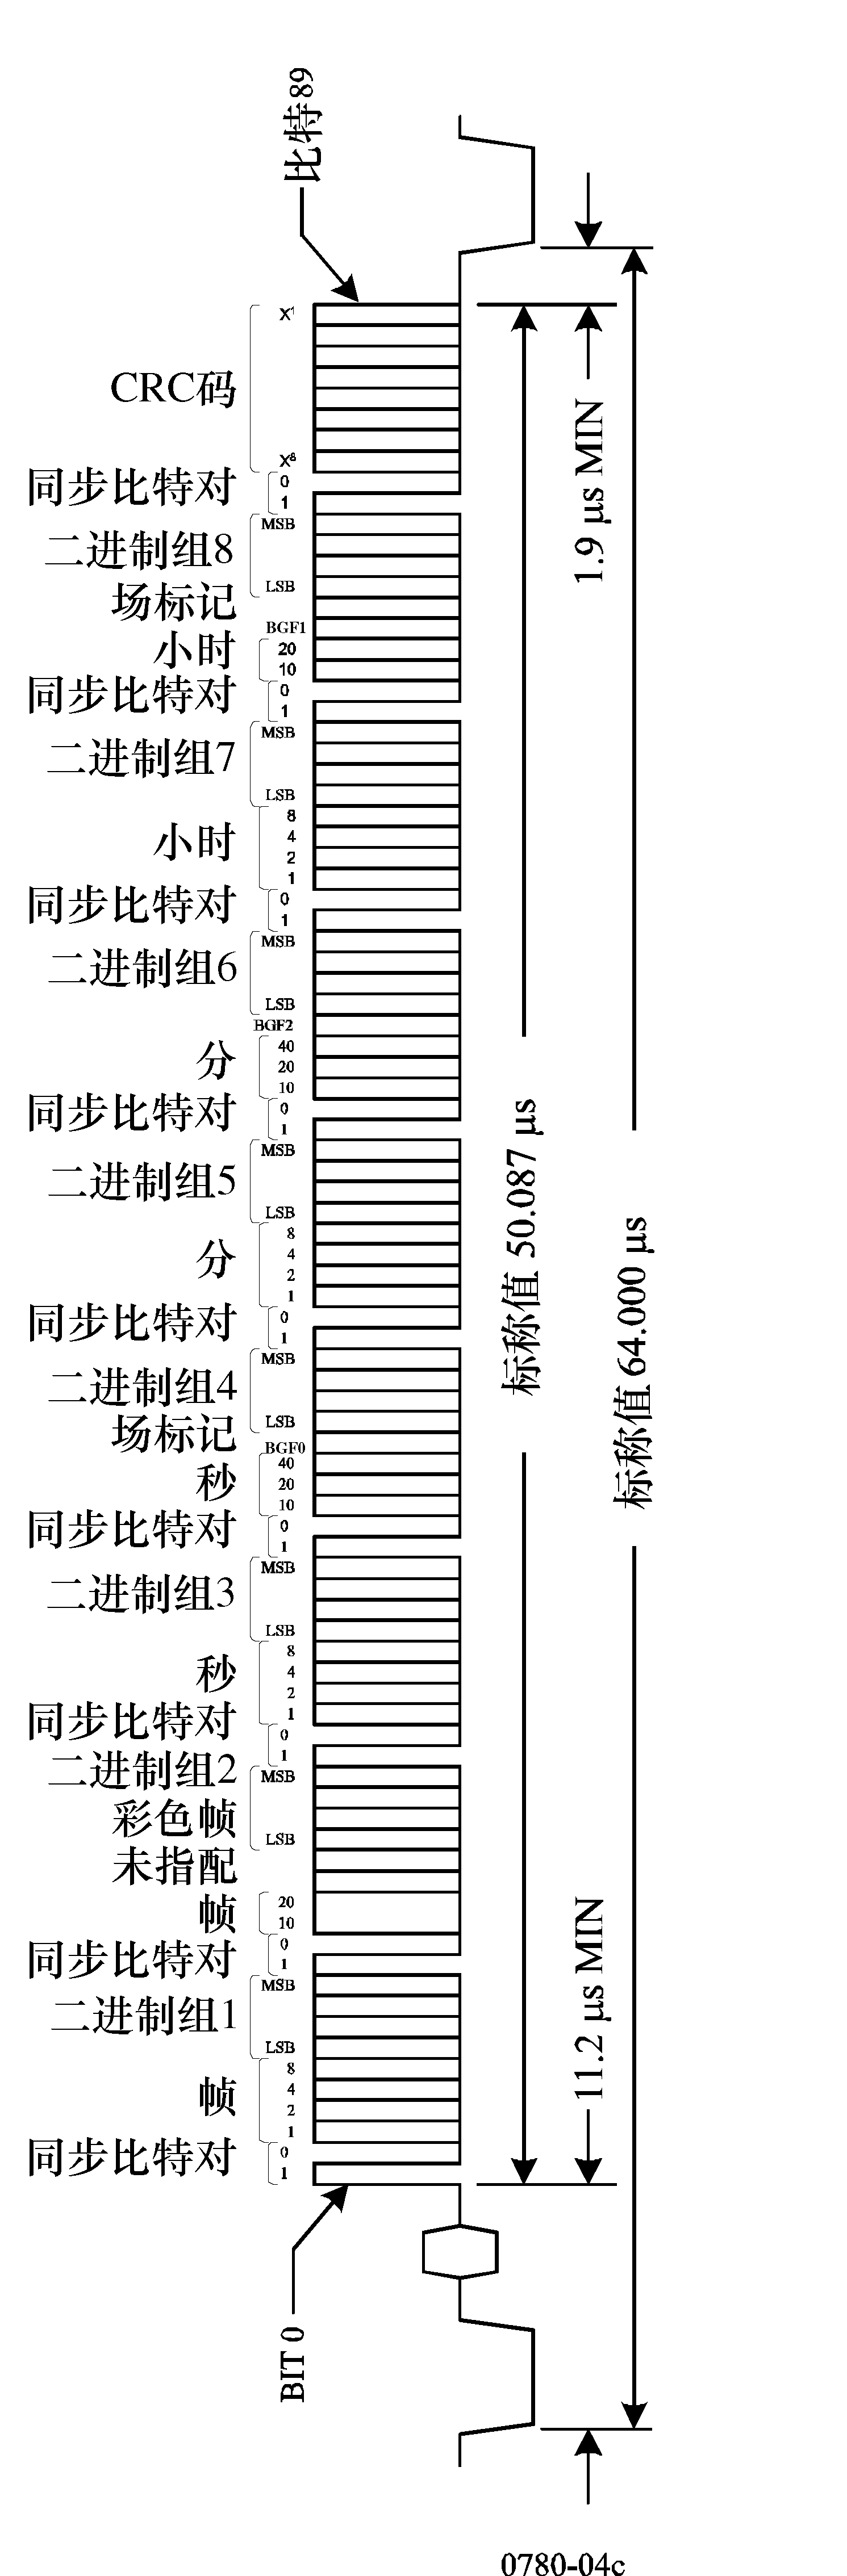 比特89
CRC码
X¹
X⁸
同步比特对
0
1
二进制组8
MSB
LSB
场标记
BGF1
小时
20
10
同步比特对
0
1
二进制组7
MSB
LSB
小时
8
4
2
1
同步比特对
0
1
二进制组6
MSB
LSB
BGF2
分
40
20
10
同步比特对
0
1
二进制组5
MSB
LSB
分
8
4
2
1
同步比特对
0
1
二进制组4
MSB
LSB
场标记
BGF0
秒
40
20
10
同步比特对
0
1
二进制组3
MSB
LSB
秒
8
4
2
1
同步比特对
0
1
二进制组2
MSB
彩色帧
LSB
未指配
帧
20
10
同步比特对
0
1
二进制组1
MSB
LSB
帧
8
4
2
1
同步比特对
0
1
BIT 0
标称值 50.087 µs
1.9 µs MIN
11.2 µs MIN
标称值 64.000 µs
0780-04c